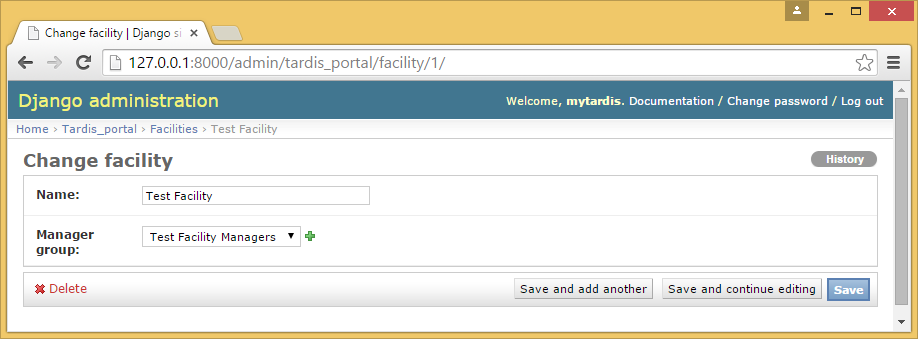 Change facility | Django si
127.0.0.1:8000/admin/tardis_portal/facility/1/
Django administration
Welcome, mytardis. Documentation / Change password / Log out
Home › Tardis_portal › Facilities › Test Facility
Change facility
History
Name:
Test Facility
Manager group:
Test Facility Managers
Delete
Save and add another
Save and continue editing
Save